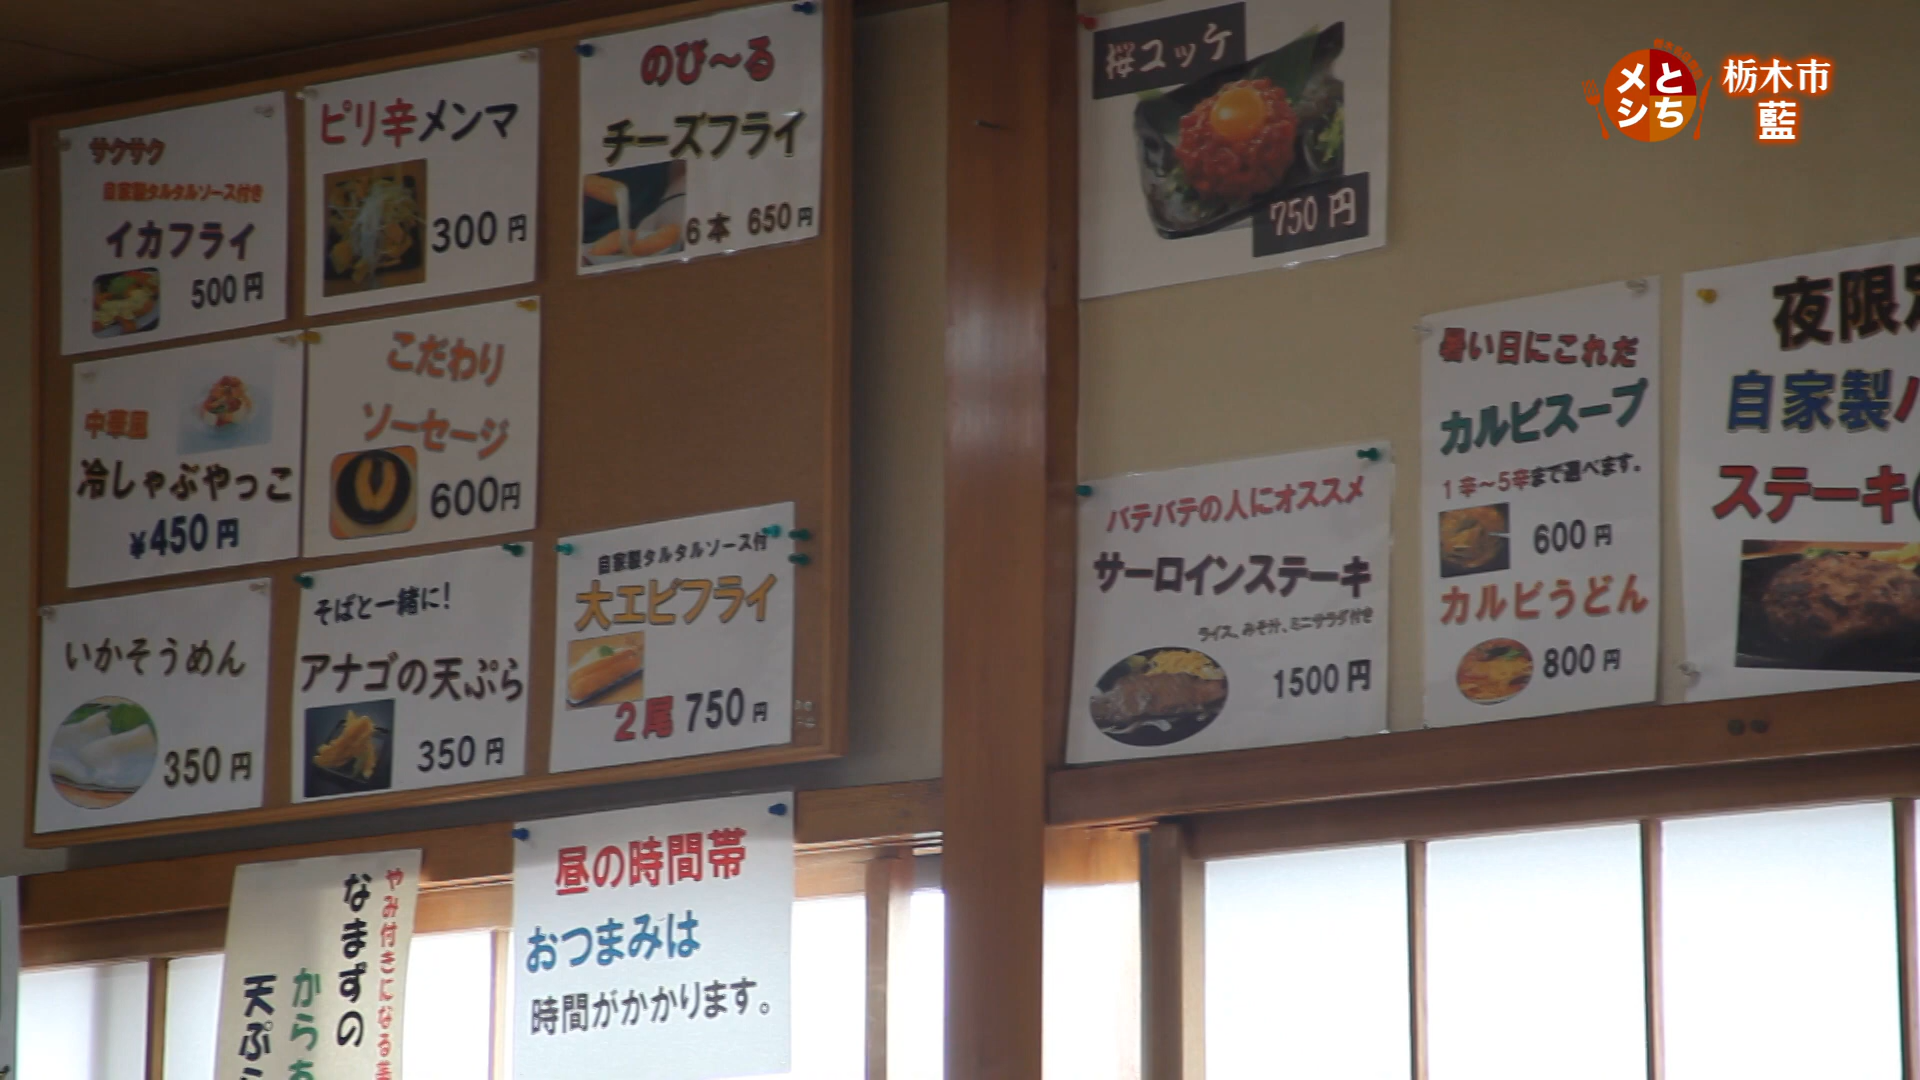 サクサク
自家製タルタルソース付き
イカフライ
500円
ピリ辛メンマ
300円
のび〜る
チーズフライ
6本 650円
中華風
冷しゃぶやっこ
¥450円
こだわり
ソーセージ
600円
いかそうめん
350円
そばと一緒に!
アナゴの天ぷら
350円
自家製タルタルソース付
大エビフライ
2尾 750円
やみ付きになる
なまずの
から
天ぷ
昼の時間帯
おつまみは
時間がかかります。
桜ユッケ
750円
バテバテの人にオススメ
サーロインステーキ
ライス、みそ汁、ミニサラダ付き
1500円
暑い日にこれだ
カルビスープ
1辛〜5辛まで選べます。
600円
カルビうどん
800円
夜限
自家製
ステーキ
とち
メシ
栃木市
藍